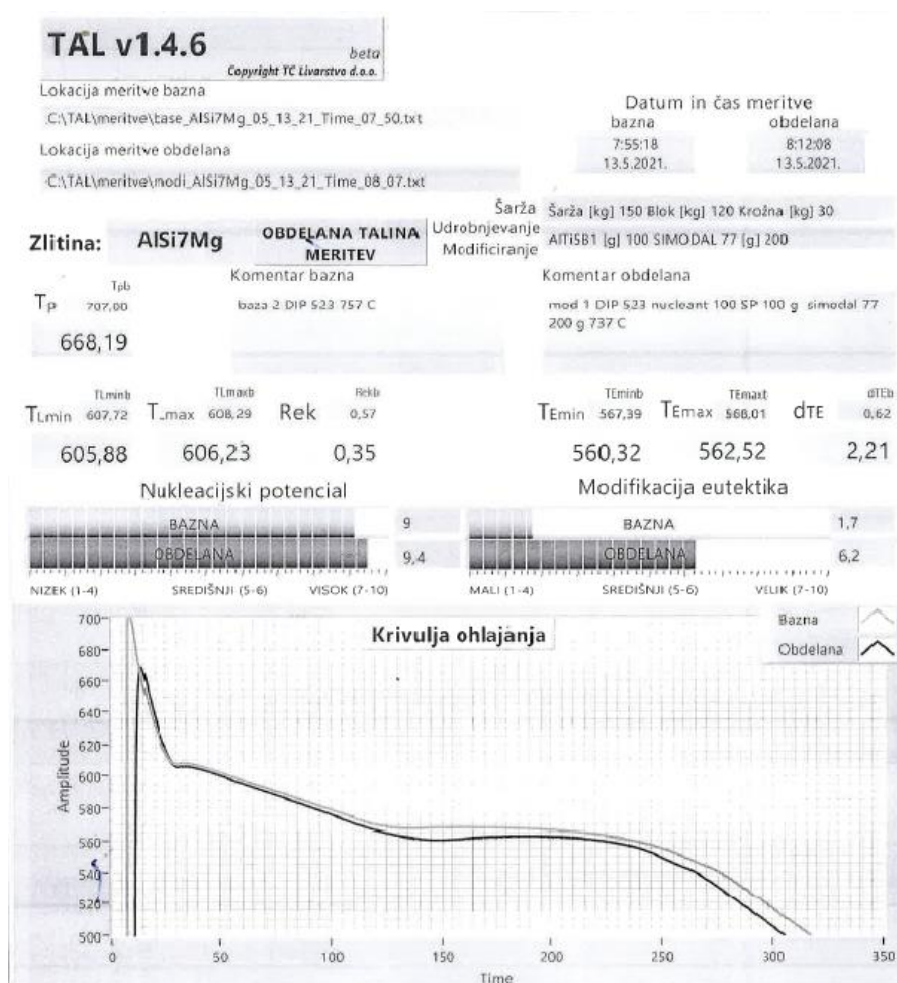 TAL v1.4.6
beta
Copyright TC Livarstvo d.o.o.
Lokacija meritve bazna
C:\TAL\meritve\base_AlSi7Mg_05_13_21_Time_07_50.txt
Lokacija meritve obdelana
C:\TAL\meritve\modi_AlSi7Mg_05_13_21_Time_08_07.txt
Datum in čas meritve
bazna obdelana
7:55:18 8:12:08
13.5.2021. 13.5.2021.
Šarža Šarža [kg] 150 Blok [kg] 120 Krožna [kg] 30
Udrobnjevanje
Modificiranje
AlTi5B1 [g] 100 SIMODAL 77 [g] 200
Zlitina: AlSi7Mg
OBDELANA TALINA
MERITEV
Komentar bazna
baza 2 DIP 523 757 C
Komentar obdelana
mod 1 DIP 523 nucleant 100 SP 100 g simodal 77
200 g 737 C
Tp Tpb 707,00
668,19
TLminb TLmaxb Rekb
TLmin 607,72 T_max 608,29 Rek 0,57
605,88 606,23 0,35
TEminb TEmaxt dTEb
TEmin 567,39 TEmax 568,01 dTE 0,62
560,32 562,52 2,21
Nukleacijski potencial
BAZNA 9
OBDELANA 9,4
NIZEK (1-4) SREDIŠNJI (5-6) VISOK (7-10)
Modifikacija eutektika
BAZNA 1,7
OBDELANA 6,2
MALI (1-4) SREDIŠNJI (5-6) VELIK (7-10)
Krivulja ohlajanja
Bazna
Obdelana
Amplitude
700
680
660
640
620
600
580
560
540
520
500
0 50 100 150 200 250 300 350
Time